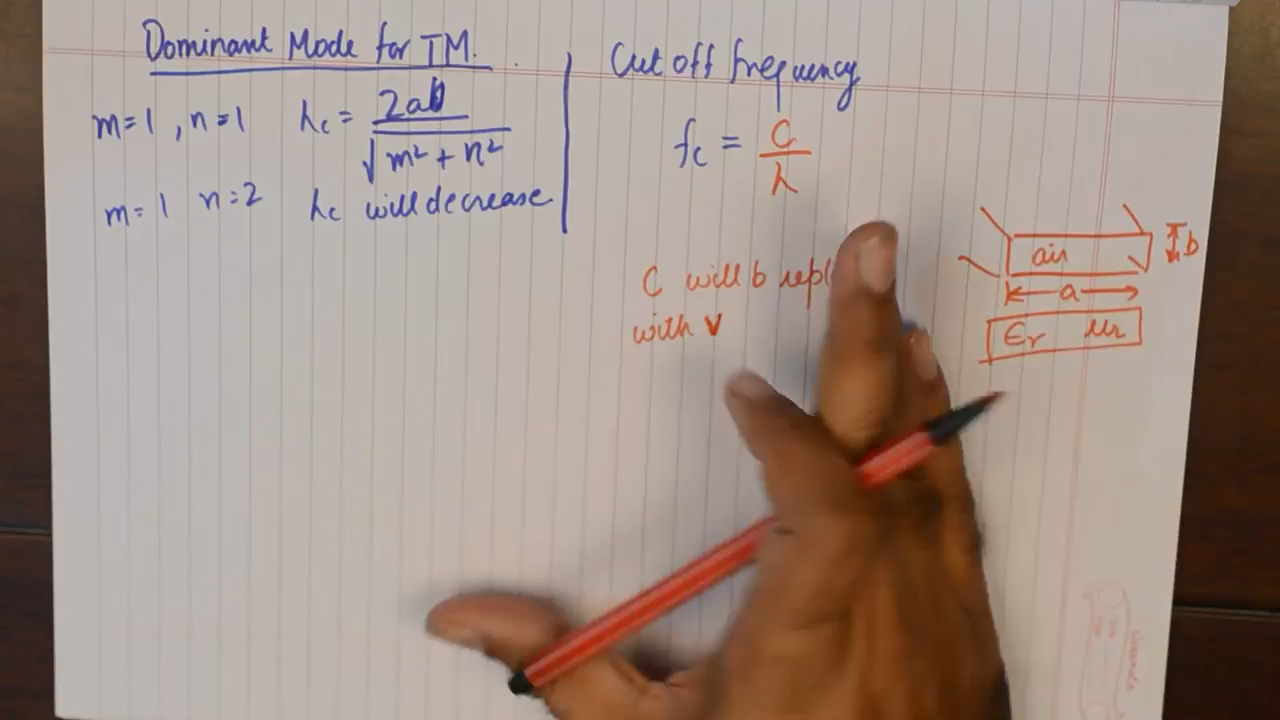 Dominant Mode for TM.
m=1, n=1 λc = 2ab / √m² + n²
m=1 n=2 λc will decrease
Cut off frequency
fc = C / λ
C will b
with v
air
b
a
Єr μr